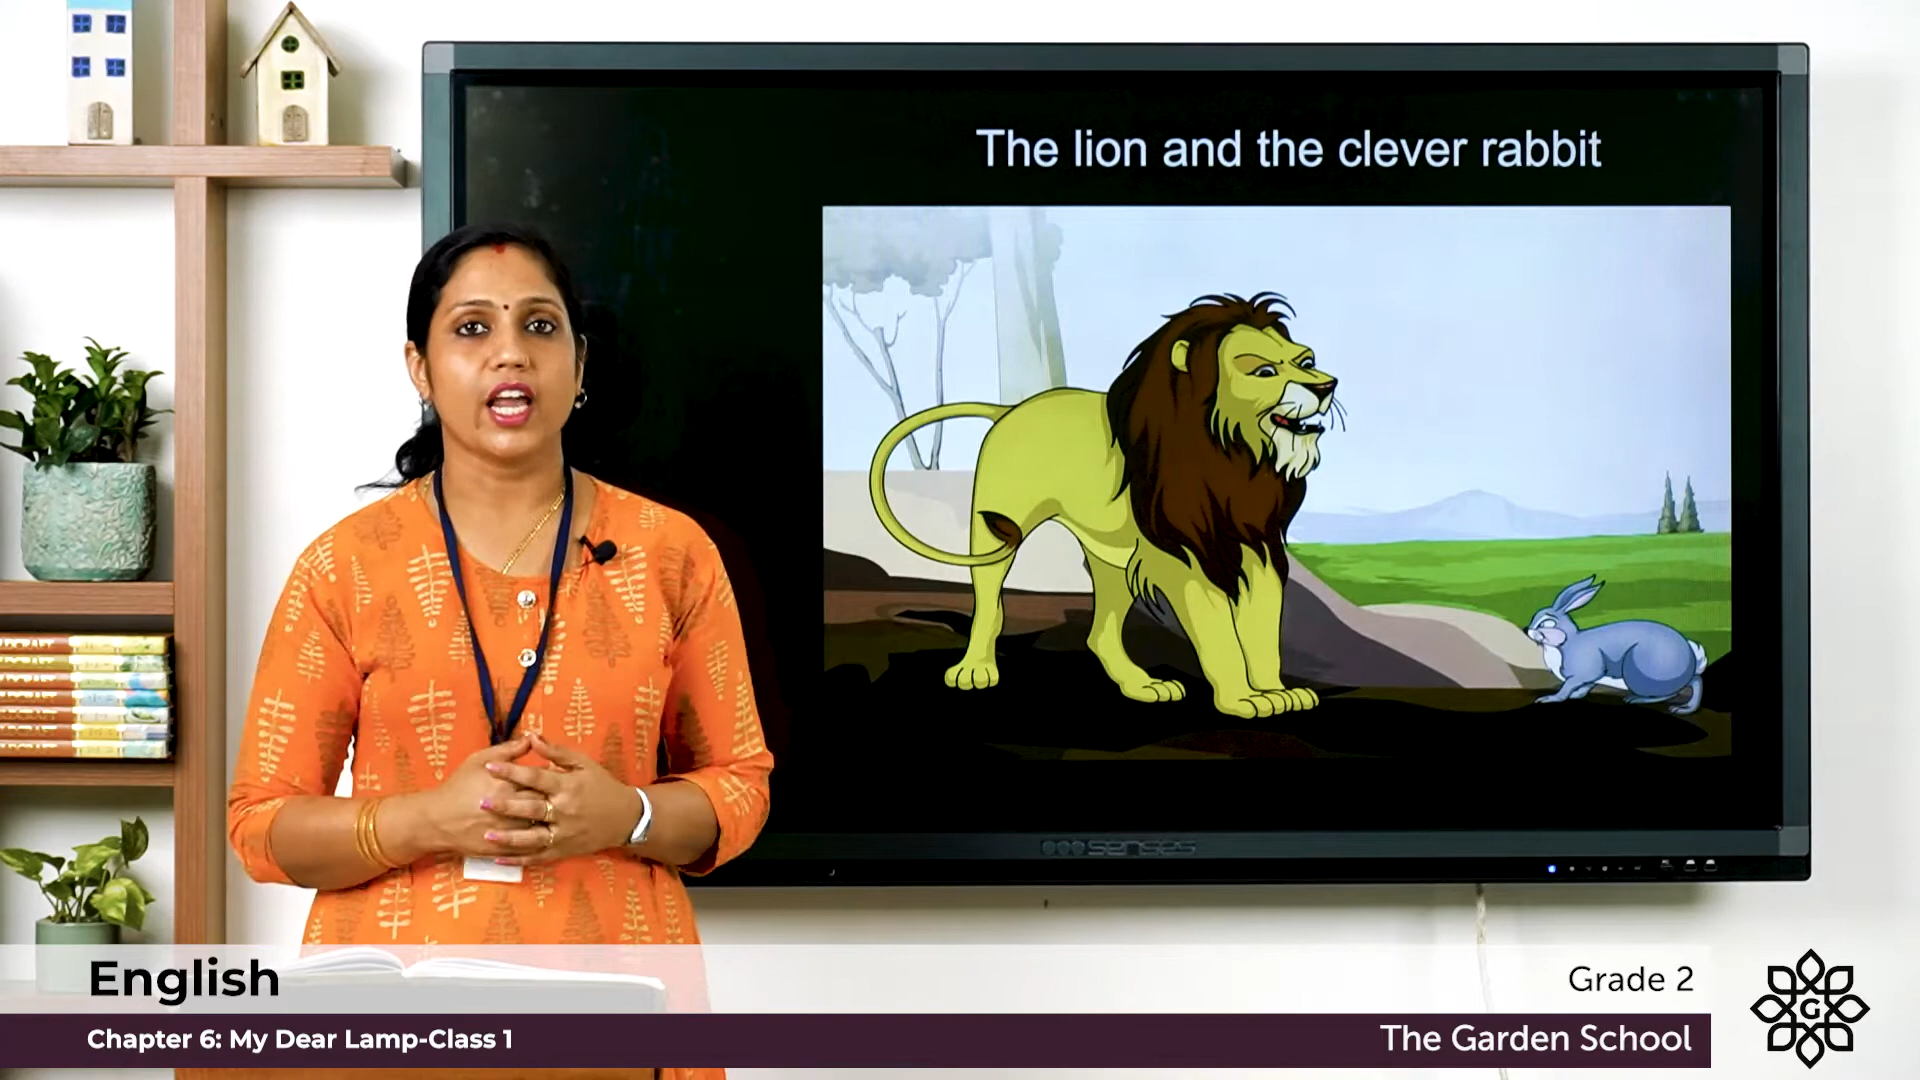 The lion and the clever rabbit
senses
English
Grade 2
Chapter 6: My Dear Lamp-Class 1
The Garden School
G